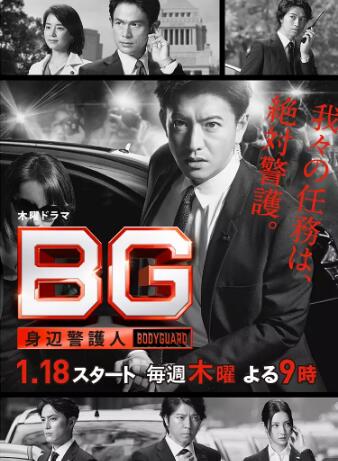 我々の任務は、
絶対警護。
木曜ドラマ
BG
身辺警護人 BODYGUARD
1.18スタート 毎週木曜 よる9時